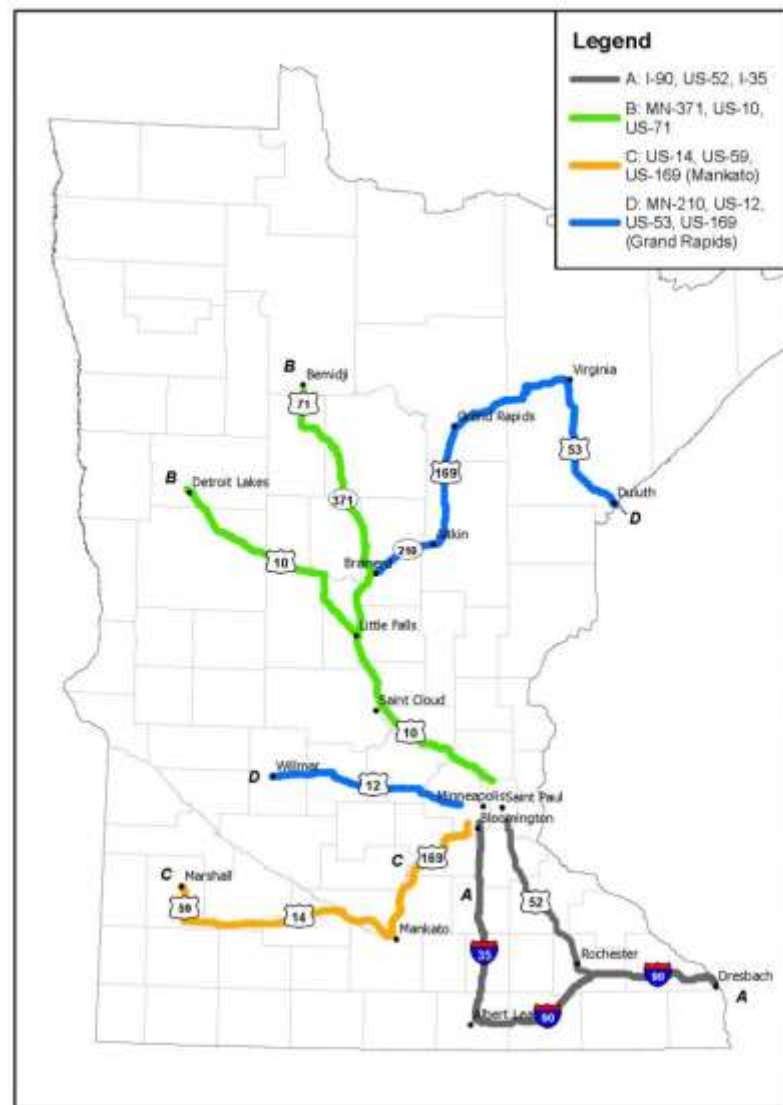 Legend
A: I-90, US-52, I-35
B: MN-371, US-10,
US-71
C: US-14, US-59,
US-169 (Mankato)
D: MN-210, US-12,
US-53, US-169
(Grand Rapids)
B
Bemidji
71
Virginia
Grand Rapids
169
53
B
Detroit Lakes
371
Duluth
D
Aitkin
210
10
Brainerd
Little Falls
Saint Cloud
10
Willmar
D
12
Minneapolis
Saint Paul
Bloomington
169
C
C
Marshall
A
59
14
52
Mankato
35
Rochester
90
Dresbach
A
Albert Lea
90